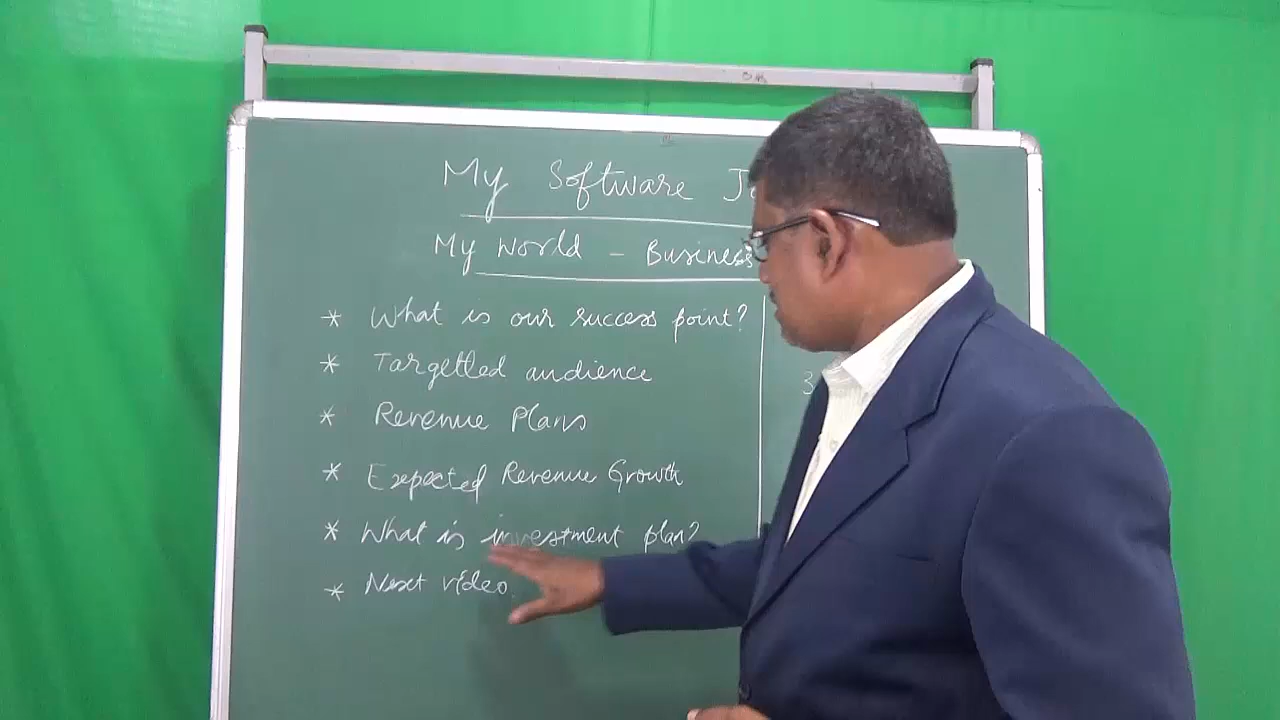 My Software J
My World - Business
* What is our success point?
* Targetted audience
* Revenue Plans
* Expected Revenue Growth
* What is investment plan?
* Next video
3